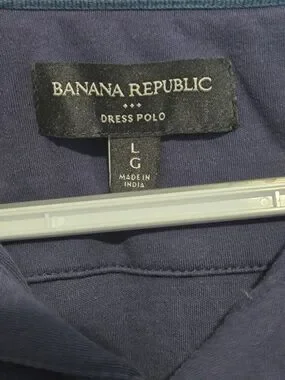 BANANA REPUBLIC
DRESS POLO
L
G
MADE IN
INDIA